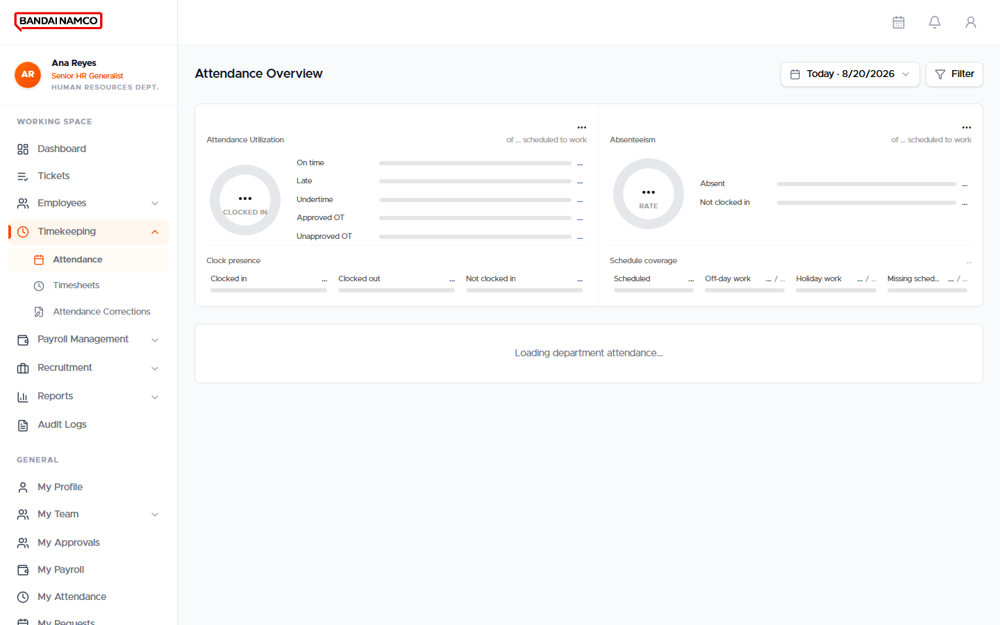 BANDAI NAMCO
AR
Ana Reyes
Senior HR Generalist
HUMAN RESOURCES DEPT.
WORKING SPACE
Dashboard
Tickets
Employees
Timekeeping
Attendance
Timesheets
Attendance Corrections
Payroll Management
Recruitment
Reports
Audit Logs
GENERAL
My Profile
My Team
My Approvals
My Payroll
My Attendance
My Requests
Attendance Overview
Today · 8/20/2026
Filter
...
Attendance Utilization
of ... scheduled to work
...
CLOCKED IN
On time ...
Late ...
Undertime ...
Approved OT ...
Unapproved OT ...
Clock presence
Clocked in ...
Clocked out ...
Not clocked in ...
...
Absenteeism
of ... scheduled to work
...
RATE
Absent ...
Not clocked in ...
Schedule coverage ...
Scheduled ...
Off-day work ... / ...
Holiday work ... / ...
Missing sched... ... / ...
Loading department attendance...